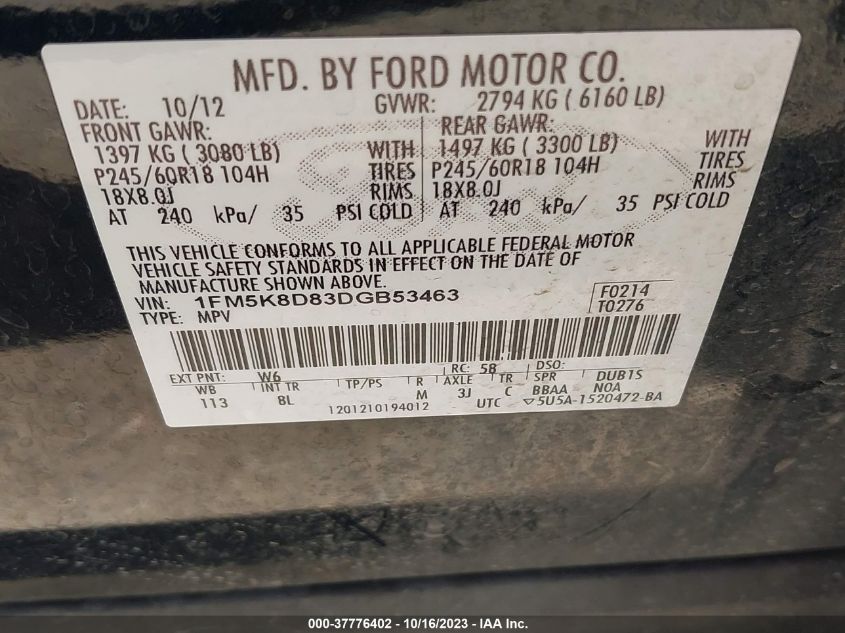 MFD. BY FORD MOTOR CO.
DATE: 10/12 GVWR: 2794 KG ( 6160 LB)
FRONT GAWR: REAR GAWR:
1397 KG ( 3080 LB) WITH 1497 KG ( 3300 LB) WITH
P245/60R18 104H TIRES P245/60R18 104H TIRES
18X8.0J RIMS 18X8.0J RIMS
AT 240 kPa/ 35 PSI COLD AT 240 kPa/ 35 PSI COLD
THIS VEHICLE CONFORMS TO ALL APPLICABLE FEDERAL MOTOR
VEHICLE SAFETY STANDARDS IN EFFECT ON THE DATE OF
MANUFACTURE SHOWN ABOVE.
VIN: 1FM5K8D83DGB53463 F0214
TYPE: MPV T0276
EXT PNT: W6 RC: 58 DSO:
WB INT TR TP/PS R AXLE TR SPR DUB1S
113 8L M 3J C BBAA N0A
1201210194012 UTC ▽5U5A-1520472-BA
000-37776402 - 10/16/2023 - IAA Inc.